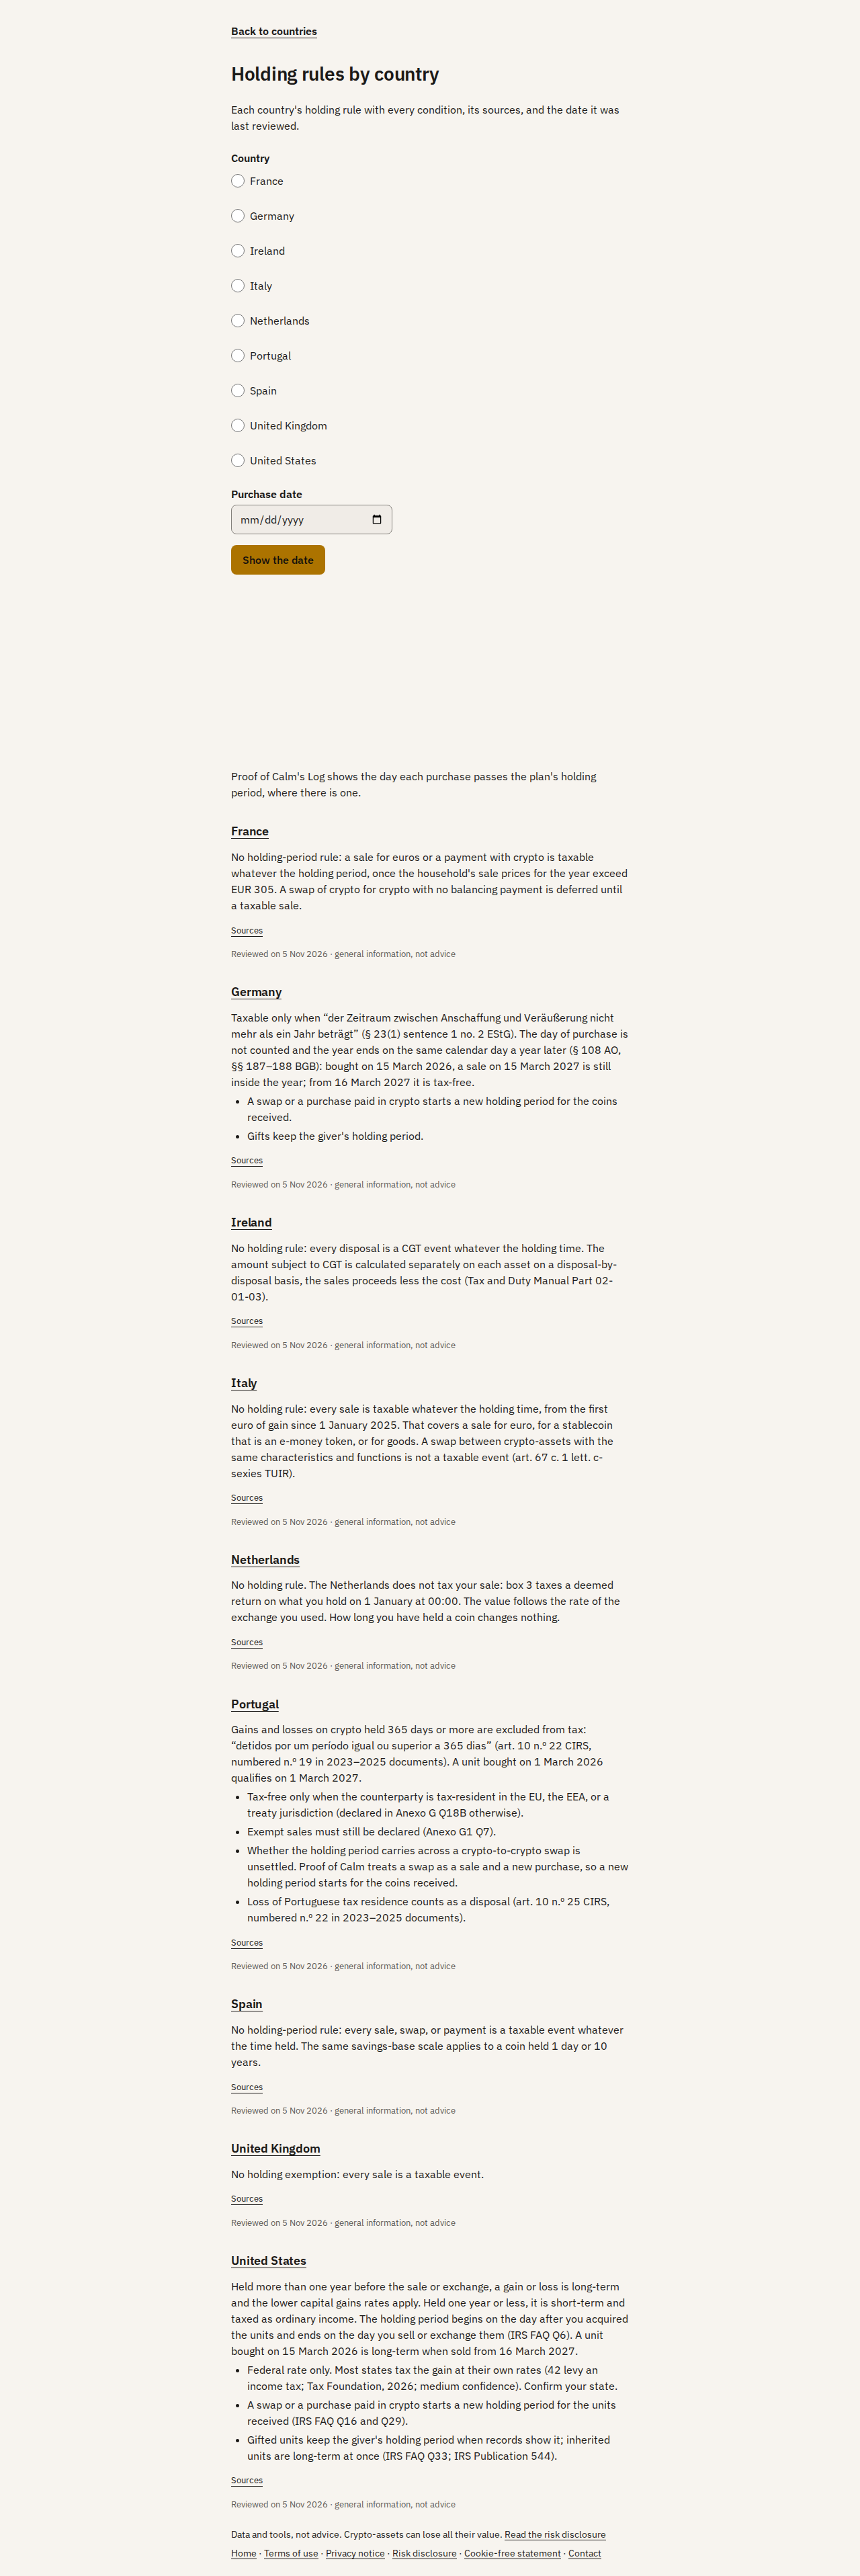 Back to countries
Holding rules by country
Each country's holding rule with every condition, its sources, and the date it was
last reviewed.
Country
France
Germany
Ireland
Italy
Netherlands
Portugal
Spain
United Kingdom
United States
Purchase date
mm/dd/yyyy
Show the date
Proof of Calm's Log shows the day each purchase passes the plan's holding
period, where there is one.
France
No holding-period rule: a sale for euros or a payment with crypto is taxable
whatever the holding period, once the household's sale prices for the year exceed
EUR 305. A swap of crypto for crypto with no balancing payment is deferred until
a taxable sale.
Sources
Reviewed on 5 Nov 2026 · general information, not advice
Germany
Taxable only when “der Zeitraum zwischen Anschaffung und Veräußerung nicht
mehr als ein Jahr beträgt” (§ 23(1) sentence 1 no. 2 EStG). The day of purchase is
not counted and the year ends on the same calendar day a year later (§ 108 AO,
§§ 187–188 BGB): bought on 15 March 2026, a sale on 15 March 2027 is still
inside the year; from 16 March 2027 it is tax-free.
• A swap or a purchase paid in crypto starts a new holding period for the coins
received.
• Gifts keep the giver's holding period.
Sources
Reviewed on 5 Nov 2026 · general information, not advice
Ireland
No holding rule: every disposal is a CGT event whatever the holding time. The
amount subject to CGT is calculated separately on each asset on a disposal-by-
disposal basis, the sales proceeds less the cost (Tax and Duty Manual Part 02-
01-03).
Sources
Reviewed on 5 Nov 2026 · general information, not advice
Italy
No holding rule: every sale is taxable whatever the holding time, from the first
euro of gain since 1 January 2025. That covers a sale for euro, for a stablecoin
that is an e-money token, or for goods. A swap between crypto-assets with the
same characteristics and functions is not a taxable event (art. 67 c. 1 lett. c-
sexies TUIR).
Sources
Reviewed on 5 Nov 2026 · general information, not advice
Netherlands
No holding rule. The Netherlands does not tax your sale: box 3 taxes a deemed
return on what you hold on 1 January at 00:00. The value follows the rate of the
exchange you used. How long you have held a coin changes nothing.
Sources
Reviewed on 5 Nov 2026 · general information, not advice
Portugal
Gains and losses on crypto held 365 days or more are excluded from tax:
“detidos por um período igual ou superior a 365 dias” (art. 10 n.º 22 CIRS,
numbered n.º 19 in 2023–2025 documents). A unit bought on 1 March 2026
qualifies on 1 March 2027.
• Tax-free only when the counterparty is tax-resident in the EU, the EEA, or a
treaty jurisdiction (declared in Anexo G Q18B otherwise).
• Exempt sales must still be declared (Anexo G1 Q7).
• Whether the holding period carries across a crypto-to-crypto swap is
unsettled. Proof of Calm treats a swap as a sale and a new purchase, so a new
holding period starts for the coins received.
• Loss of Portuguese tax residence counts as a disposal (art. 10 n.º 25 CIRS,
numbered n.º 22 in 2023–2025 documents).
Sources
Reviewed on 5 Nov 2026 · general information, not advice
Spain
No holding-period rule: every sale, swap, or payment is a taxable event whatever
the time held. The same savings-base scale applies to a coin held 1 day or 10
years.
Sources
Reviewed on 5 Nov 2026 · general information, not advice
United Kingdom
No holding exemption: every sale is a taxable event.
Sources
Reviewed on 5 Nov 2026 · general information, not advice
United States
Held more than one year before the sale or exchange, a gain or loss is long-term
and the lower capital gains rates apply. Held one year or less, it is short-term and
taxed as ordinary income. The holding period begins on the day after you acquired
the units and ends on the day you sell or exchange them (IRS FAQ Q6). A unit
bought on 15 March 2026 is long-term when sold from 16 March 2027.
• Federal rate only. Most states tax the gain at their own rates (42 levy an
income tax; Tax Foundation, 2026; medium confidence). Confirm your state.
• A swap or a purchase paid in crypto starts a new holding period for the units
received (IRS FAQ Q16 and Q29).
• Gifted units keep the giver's holding period when records show it; inherited
units are long-term at once (IRS FAQ Q33; IRS Publication 544).
Sources
Reviewed on 5 Nov 2026 · general information, not advice
Data and tools, not advice. Crypto-assets can lose all their value. Read the risk disclosure
Home · Terms of use · Privacy notice · Risk disclosure · Cookie-free statement · Contact